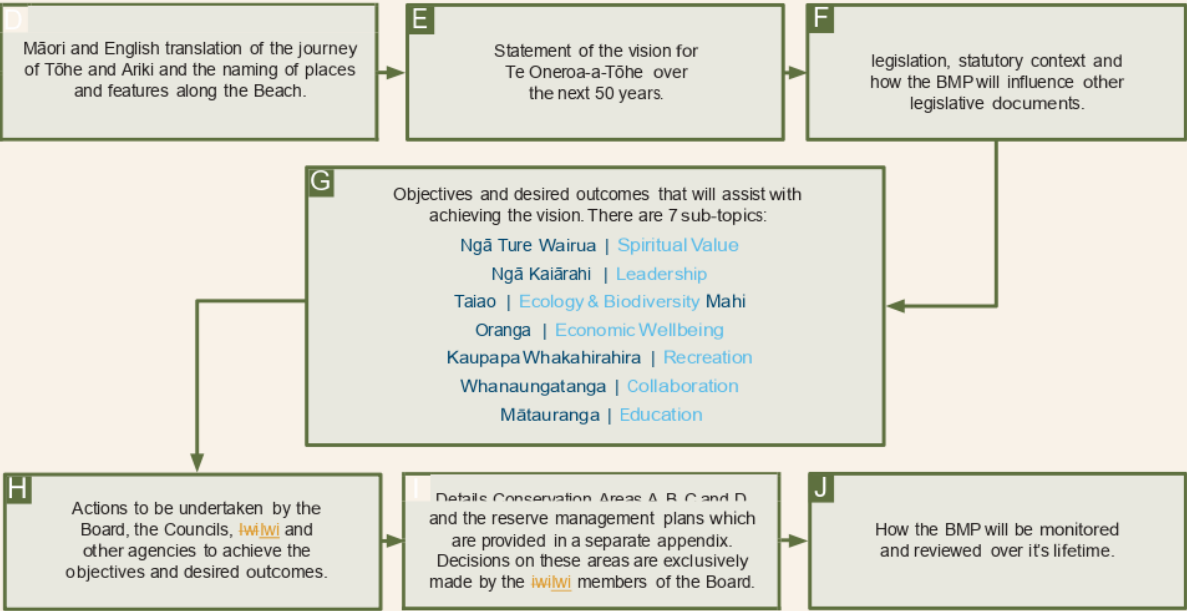 D
Māori and English translation of the journey
of Tōhe and Ariki and the naming of places
and features along the Beach.
E
Statement of the vision for
Te Oneroa-a-Tōhe over
the next 50 years.
F
legislation, statutory context and
how the BMP will influence other
legislative documents.
G
Objectives and desired outcomes that will assist with
achieving the vision. There are 7 sub-topics:
Ngā Ture Wairua | Spiritual Value
Ngā Kaiārahi | Leadership
Taiao | Ecology & Biodiversity Mahi
Oranga | Economic Wellbeing
Kaupapa Whakahirahira | Recreation
Whanaungatanga | Collaboration
Mātauranga | Education
H
Actions to be undertaken by the
Board, the Councils, IwiIwi and
other agencies to achieve the
objectives and desired outcomes.
I
Details Conservation Areas A, B, C and D
and the reserve management plans which
are provided in a separate appendix.
Decisions on these areas are exclusively
made by the iwiIwi members of the Board.
J
How the BMP will be monitored
and reviewed over it's lifetime.